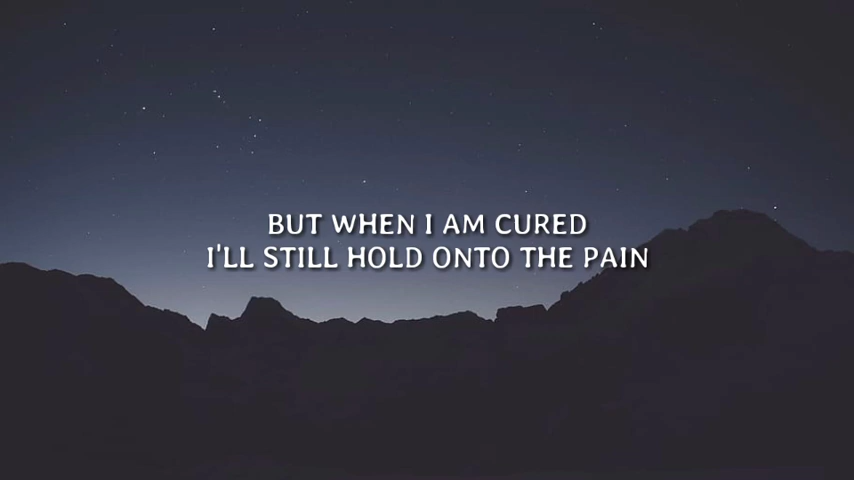 BUT WHEN I AM CURED
I'LL STILL HOLD ONTO THE PAIN